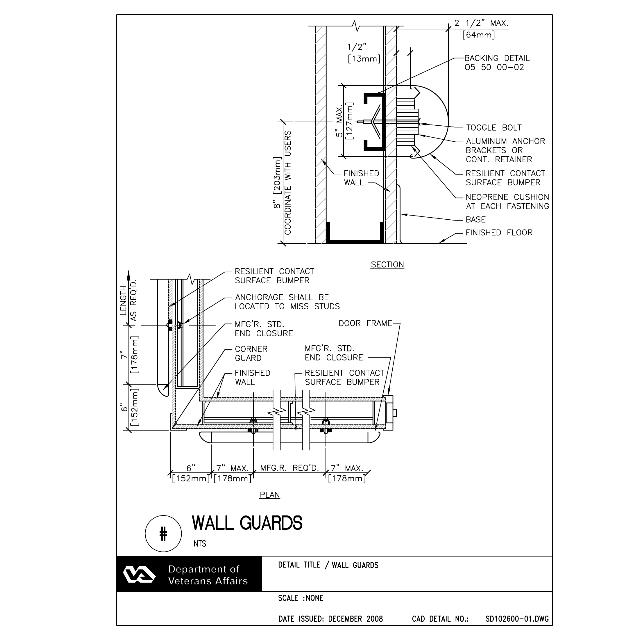 2 1/2" MAX.
[64mm]
1/2"
[13mm]
BACKING DETAIL
05 50 00-02
5" MAX.
[127mm]
8" [203mm]
COORDINATE WITH USERS
TOGGLE BOLT
ALUMINUM ANCHOR
BRACKETS OR
CONT. RETAINER
FINISHED
WALL
RESILIENT CONTACT
SURFACE BUMPER
NEOPRENE CUSHION
AT EACH FASTENING
BASE
FINISHED FLOOR
SECTION
RESILIENT CONTACT
SURFACE BUMPER
ANCHORAGE SHALL BE
LOCATED TO MISS STUDS
MFG'R. STD.
END CLOSURE
CORNER
GUARD
FINISHED
WALL
DOOR FRAME
MFG'R. STD.
END CLOSURE
RESILIENT CONTACT
SURFACE BUMPER
AS REQ'D.
7"
[178mm]
6"
[152mm]
6"
[152mm]
7" MAX.
[178mm]
MFG.R. REQ'D.
7" MAX.
[178mm]
PLAN
#
WALL GUARDS
NTS
VA
Department of
Veterans Affairs
DETAIL TITLE / WALL GUARDS
SCALE :NONE
DATE ISSUED: DECEMBER 2008
CAD DETAIL NO.: SD102600-01.DWG